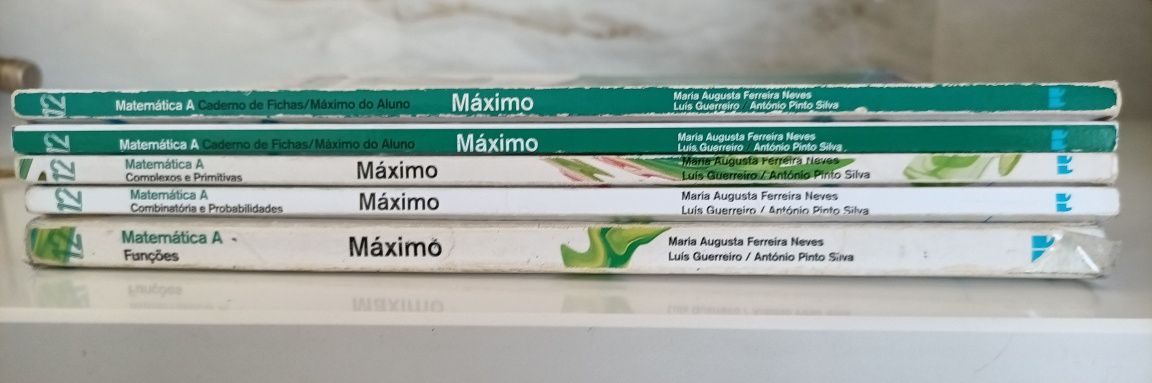 12 Matemática A Caderno de Fichas/Máximo do Aluno Máximo Maria Augusta Ferreira Neves
Luís Guerreiro / António Pinto Silva
12 Matemática A Caderno de Fichas/Máximo do Aluno Máximo Maria Augusta Ferreira Neves
Luís Guerreiro / António Pinto Silva
12 Matemática A Máximo Maria Augusta Ferreira Neves
Complexos e Primitivas Luís Guerreiro / António Pinto Silva
12 Matemática A Máximo Maria Augusta Ferreira Neves
Combinatória e Probabilidades Luís Guerreiro / António Pinto Silva
12 Matemática A Máximo Maria Augusta Ferreira Neves
Funções Luís Guerreiro / António Pinto Silva